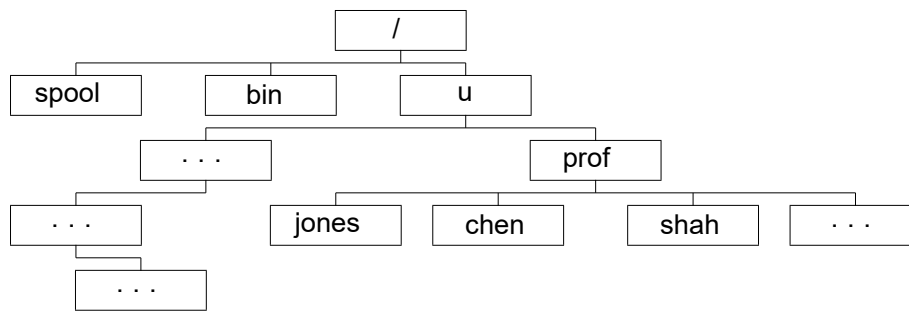 /
spool bin u
. . . prof
. . . jones chen shah . . .
. . .